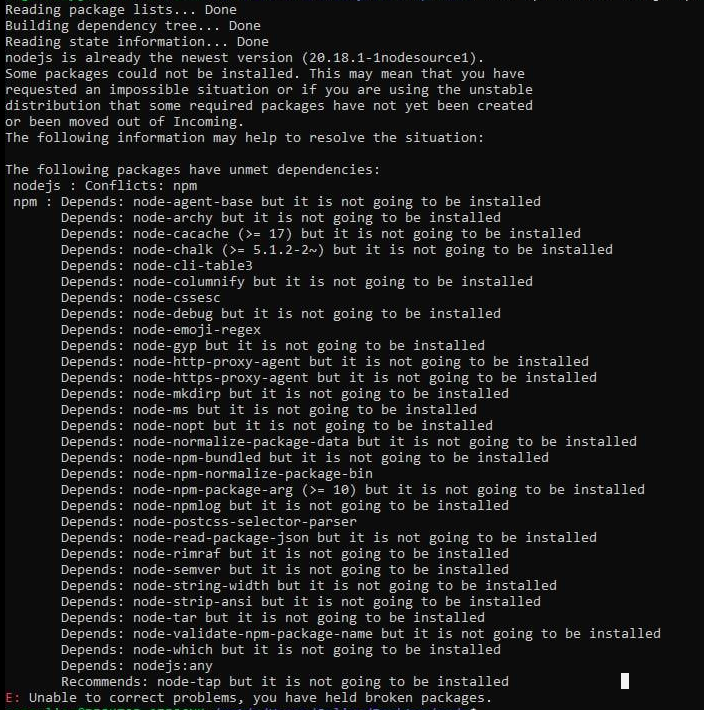 Reading package lists... Done
Building dependency tree... Done
Reading state information... Done
nodejs is already the newest version (20.18.1-1nodesource1).
Some packages could not be installed. This may mean that you have
requested an impossible situation or if you are using the unstable
distribution that some required packages have not yet been created
or been moved out of Incoming.
The following information may help to resolve the situation:

The following packages have unmet dependencies:
 nodejs : Conflicts: npm
 npm : Depends: node-agent-base but it is not going to be installed
       Depends: node-archy but it is not going to be installed
       Depends: node-cacache (>= 17) but it is not going to be installed
       Depends: node-chalk (>= 5.1.2-2~) but it is not going to be installed
       Depends: node-cli-table3
       Depends: node-columnify but it is not going to be installed
       Depends: node-cssesc
       Depends: node-debug but it is not going to be installed
       Depends: node-emoji-regex
       Depends: node-gyp but it is not going to be installed
       Depends: node-http-proxy-agent but it is not going to be installed
       Depends: node-https-proxy-agent but it is not going to be installed
       Depends: node-mkdirp but it is not going to be installed
       Depends: node-ms but it is not going to be installed
       Depends: node-nopt but it is not going to be installed
       Depends: node-normalize-package-data but it is not going to be installed
       Depends: node-npm-bundled but it is not going to be installed
       Depends: node-npm-normalize-package-bin
       Depends: node-npm-package-arg (>= 10) but it is not going to be installed
       Depends: node-npmlog but it is not going to be installed
       Depends: node-postcss-selector-parser
       Depends: node-read-package-json but it is not going to be installed
       Depends: node-rimraf but it is not going to be installed
       Depends: node-semver but it is not going to be installed
       Depends: node-string-width but it is not going to be installed
       Depends: node-strip-ansi but it is not going to be installed
       Depends: node-tar but it is not going to be installed
       Depends: node-validate-npm-package-name but it is not going to be installed
       Depends: node-which but it is not going to be installed
       Depends: nodejs:any
       Recommends: node-tap but it is not going to be installed
E: Unable to correct problems, you have held broken packages.